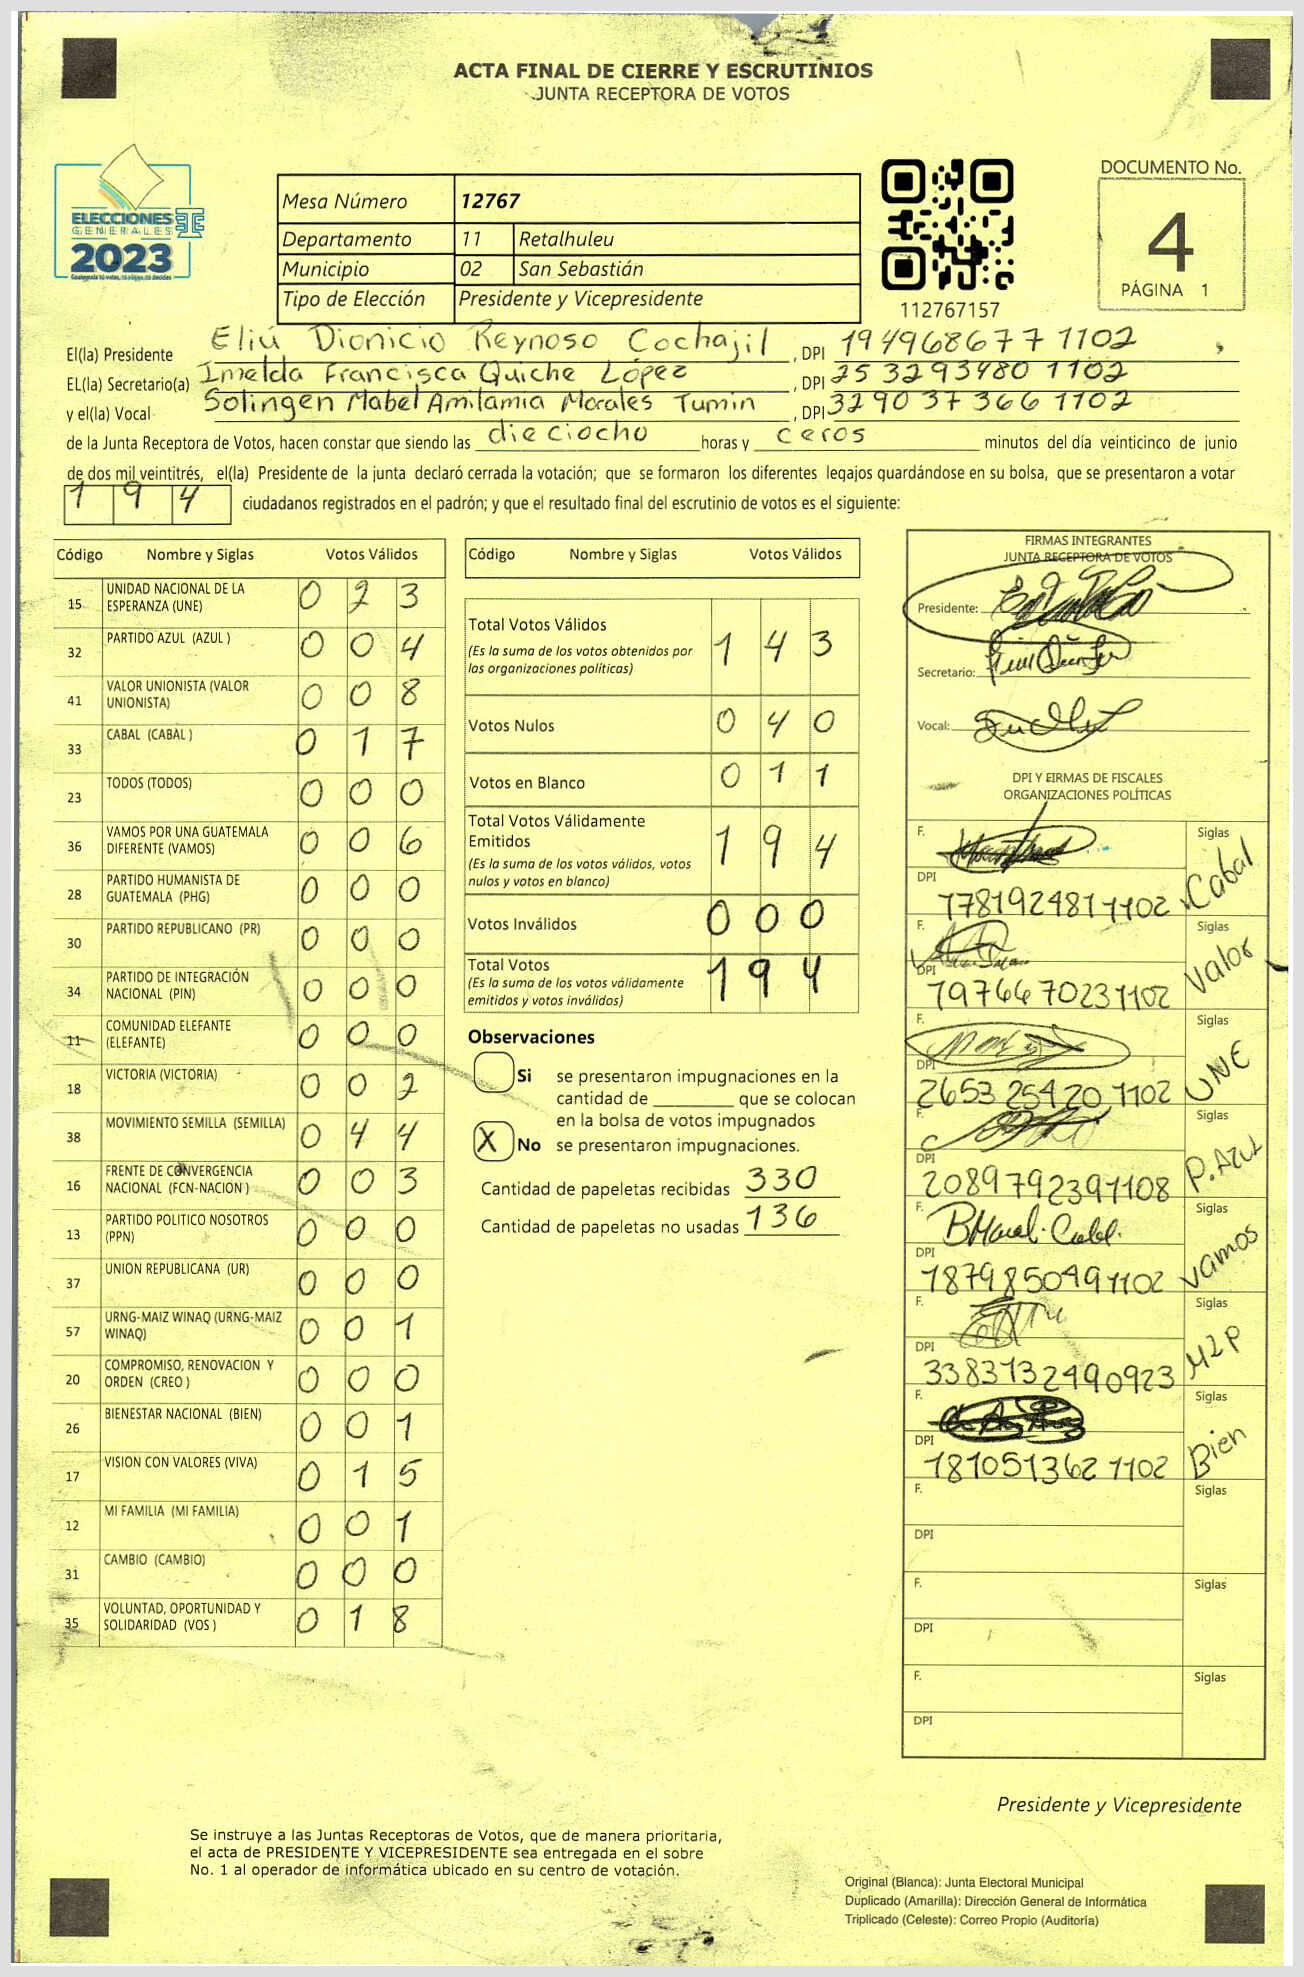 ACTA FINAL DE CIERRE Y ESCRUTINIOS
JUNTA RECEPTORA DE VOTOS
ELECCIONES
GENERALES
2023
Mesa Número 12767
Departamento 11 Retalhuleu
Municipio 02 San Sebastián
Tipo de Elección Presidente y Vicepresidente
112767157
DOCUMENTO No.
4
PÁGINA 1
El(la) Presidente Eliú Dionicio Reynoso Cochajil, DPI 194968677 1102
EL(la) Secretario(a) Imelda Francisca Quiche López, DPI 25 3293480 1102
y el(la) Vocal Solingen Mabel Amilamia Morales Tumin, DPI 329037366 1102
de la Junta Receptora de Votos, hacen constar que siendo las dieciocho horas y ceros minutos del día veinticinco de junio
de dos mil veintitrés, el(la) Presidente de la junta declaró cerrada la votación; que se formaron los diferentes legajos guardándose en su bolsa, que se presentaron a votar
194 ciudadanos registrados en el padrón; y que el resultado final del escrutinio de votos es el siguiente:
Código Nombre y Siglas Votos Válidos
15 UNIDAD NACIONAL DE LA ESPERANZA (UNE) 0 2 3
32 PARTIDO AZUL (AZUL ) 0 0 4
41 VALOR UNIONISTA (VALOR UNIONISTA) 0 0 8
33 CABAL (CABAL ) 0 1 7
23 TODOS (TODOS) 0 0 0
36 VAMOS POR UNA GUATEMALA DIFERENTE (VAMOS) 0 0 6
28 PARTIDO HUMANISTA DE GUATEMALA (PHG) 0 0 0
30 PARTIDO REPUBLICANO (PR) 0 0 0
34 PARTIDO DE INTEGRACIÓN NACIONAL (PIN) 0 0 0
11 COMUNIDAD ELEFANTE (ELEFANTE) 0 0 0
18 VICTORIA (VICTORIA) 0 0 2
38 MOVIMIENTO SEMILLA (SEMILLA) 0 4 4
16 FRENTE DE CONVERGENCIA NACIONAL (FCN-NACION ) 0 0 3
13 PARTIDO POLITICO NOSOTROS (PPN) 0 0 0
37 UNION REPUBLICANA (UR) 0 0 0
57 URNG-MAIZ WINAQ (URNG-MAIZ WINAQ) 0 0 1
20 COMPROMISO, RENOVACION Y ORDEN (CREO ) 0 0 0
26 BIENESTAR NACIONAL (BIEN) 0 0 1
17 VISION CON VALORES (VIVA) 0 1 5
12 MI FAMILIA (MI FAMILIA) 0 0 1
31 CAMBIO (CAMBIO) 0 0 0
35 VOLUNTAD, OPORTUNIDAD Y SOLIDARIDAD (VOS ) 0 1 8
Código Nombre y Siglas Votos Válidos
Total Votos Válidos 1 4 3
(Es la suma de los votos obtenidos por
las organizaciones políticas)
Votos Nulos 0 4 0
Votos en Blanco 0 1 1
Total Votos Válidamente
Emitidos 1 9 4
(Es la suma de los votos válidos, votos
nulos y votos en blanco)
Votos Inválidos 0 0 0
Total Votos 1 9 4
(Es la suma de los votos válidamente
emitidos y votos inválidos)
Observaciones
Si se presentaron impugnaciones en la
cantidad de ________ que se colocan
en la bolsa de votos impugnados
X No se presentaron impugnaciones.
Cantidad de papeletas recibidas 330
Cantidad de papeletas no usadas 136
FIRMAS INTEGRANTES
JUNTA RECEPTORA DE VOTOS
Presidente:
Secretario:
Vocal:
DPI Y FIRMAS DE FISCALES
ORGANIZACIONES POLÍTICAS
F. Siglas Cabal
DPI 1781924811102
F. Siglas Valor
DPI 1976670231102
F. Siglas UNE
DPI 2653 25420 1102
F. Siglas P. AZUL
DPI 2089792391108
F. Siglas vamos
DPI 1879850491102
F. Siglas MLP
DPI 3383132490923
F. Siglas Bien
DPI 181051362 1102
F. Siglas
DPI
F. Siglas
DPI
F. Siglas
DPI
Presidente y Vicepresidente
Se instruye a las Juntas Receptoras de Votos, que de manera prioritaria,
el acta de PRESIDENTE Y VICEPRESIDENTE sea entregada en el sobre
No. 1 al operador de informática ubicado en su centro de votación.
Original (Blanca): Junta Electoral Municipal
Duplicado (Amarilla): Dirección General de Informática
Triplicado (Celeste): Correo Propio (Auditoría)